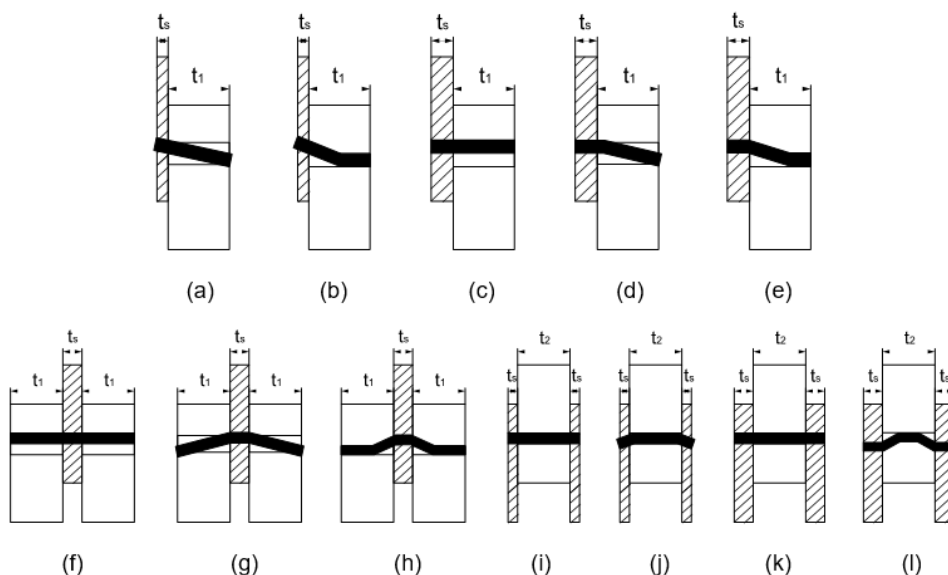 tₛ tₛ tₛ tₛ tₛ
t₁ t₁ t₁ t₁ t₁
(a) (b) (c) (d) (e)
tₛ tₛ tₛ t₂ t₂ t₂ t₂
t₁ t₁ t₁ t₁ t₁ t₁ tₛ tₛ tₛ tₛ tₛ tₛ tₛ tₛ
(f) (g) (h) (i) (j) (k) (l)